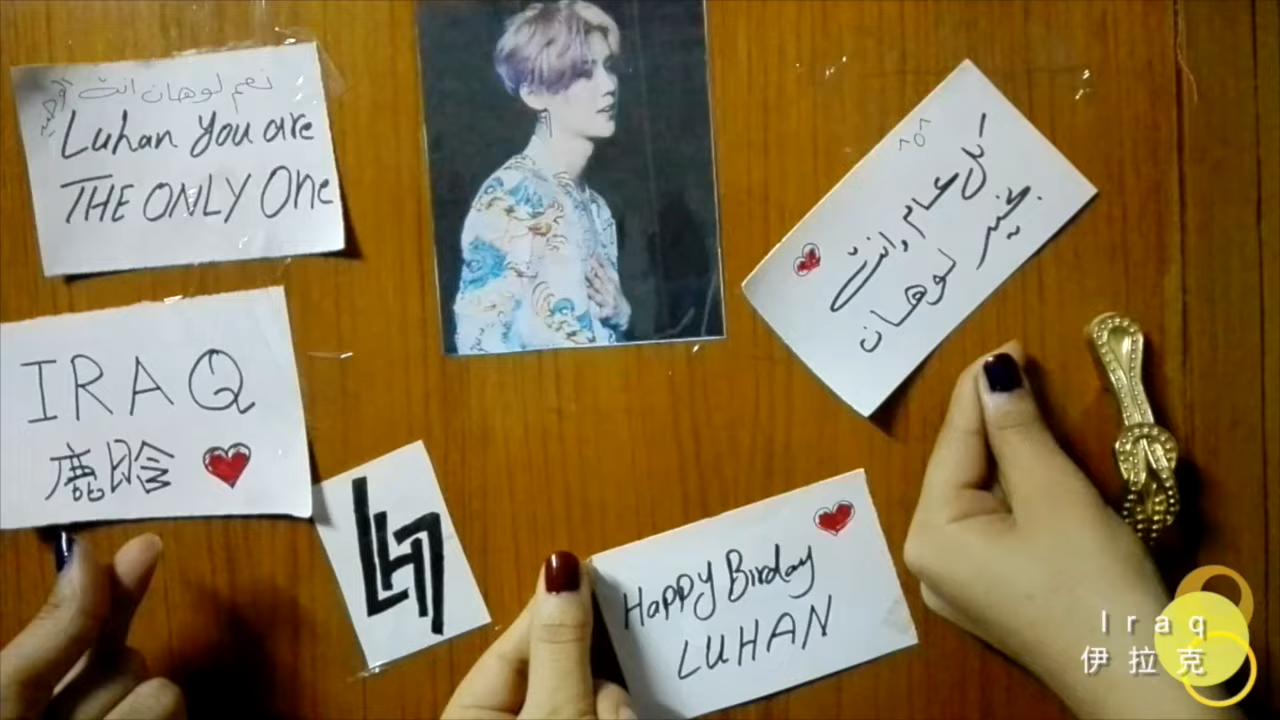 نعم لوهان انت الوحيد
Luhan you are
THE ONLY One
IRAQ
鹿晗
كل عام وانت
بخير لوهان
^o^
HAPPY Birday
LUHAN
Iraq
伊拉克